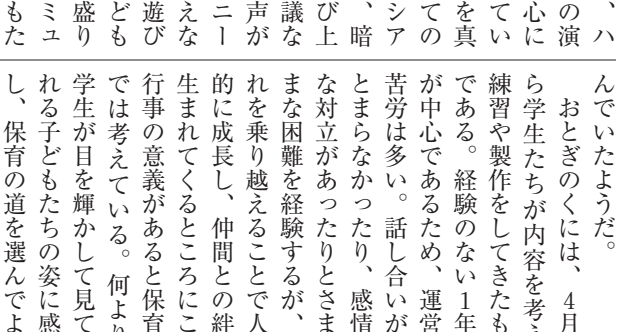 、ハ
の演
心に
てい
を真
ての
シア
、暗
び上
議な
声が
ニー
えな
遊び
ども
盛り
ミュ
もた
んでいたようだ。
　おとぎのくには、4月
ら学生たちが内容を考え
練習や製作をしてきたも
である。経験のない1年
が中心であるため、運営
苦労は多い。話し合いが
とまらなかったり、感情
な対立があったりとさま
まな困難を経験するが、
れを乗り越えることで人
的に成長し、仲間との絆
生まれてくるところにこ
行事の意義があると保育
では考えている。何より
学生が目を輝かして見て
れる子どもたちの姿に感
し、保育の道を選んでよ